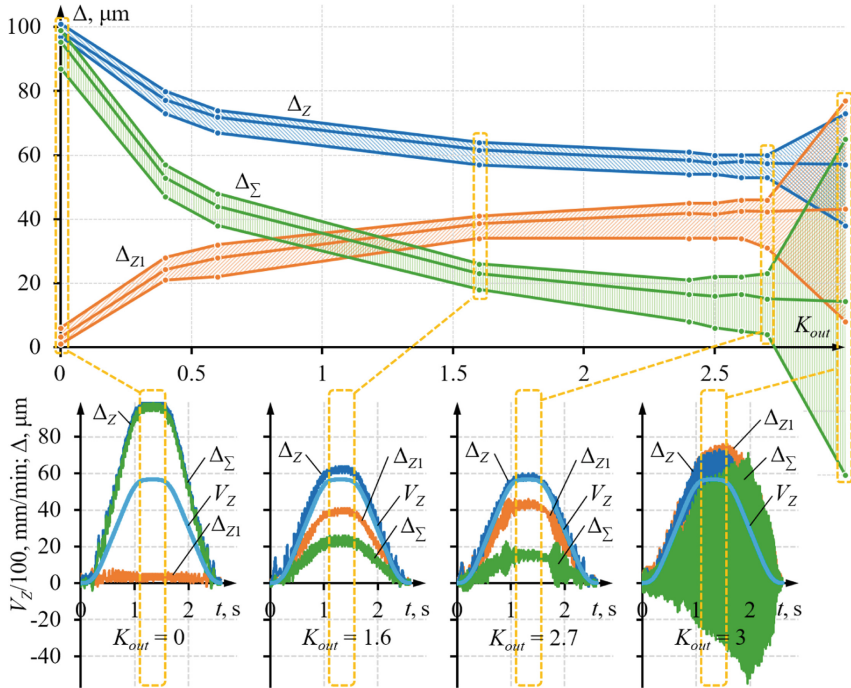 Δ, μm
100
80
60
40
20
0
Δ_Z
Δ_Σ
Δ_Z1
K_out
0 0.5 1 1.5 2 2.5
V_Z/100, mm/min; Δ, μm
80
60
40
20
0
-20
-40
Δ_Z
Δ_Σ
V_Z
Δ_Z1
0 1 2 t, s
K_out = 0
Δ_Z
Δ_Z1
V_Z
Δ_Σ
0 1 2 t, s
K_out = 1.6
Δ_Z
Δ_Z1
V_Z
Δ_Σ
0 1 2 t, s
K_out = 2.7
Δ_Z
Δ_Z1
Δ_Σ
V_Z
0 1 2 t, s
K_out = 3